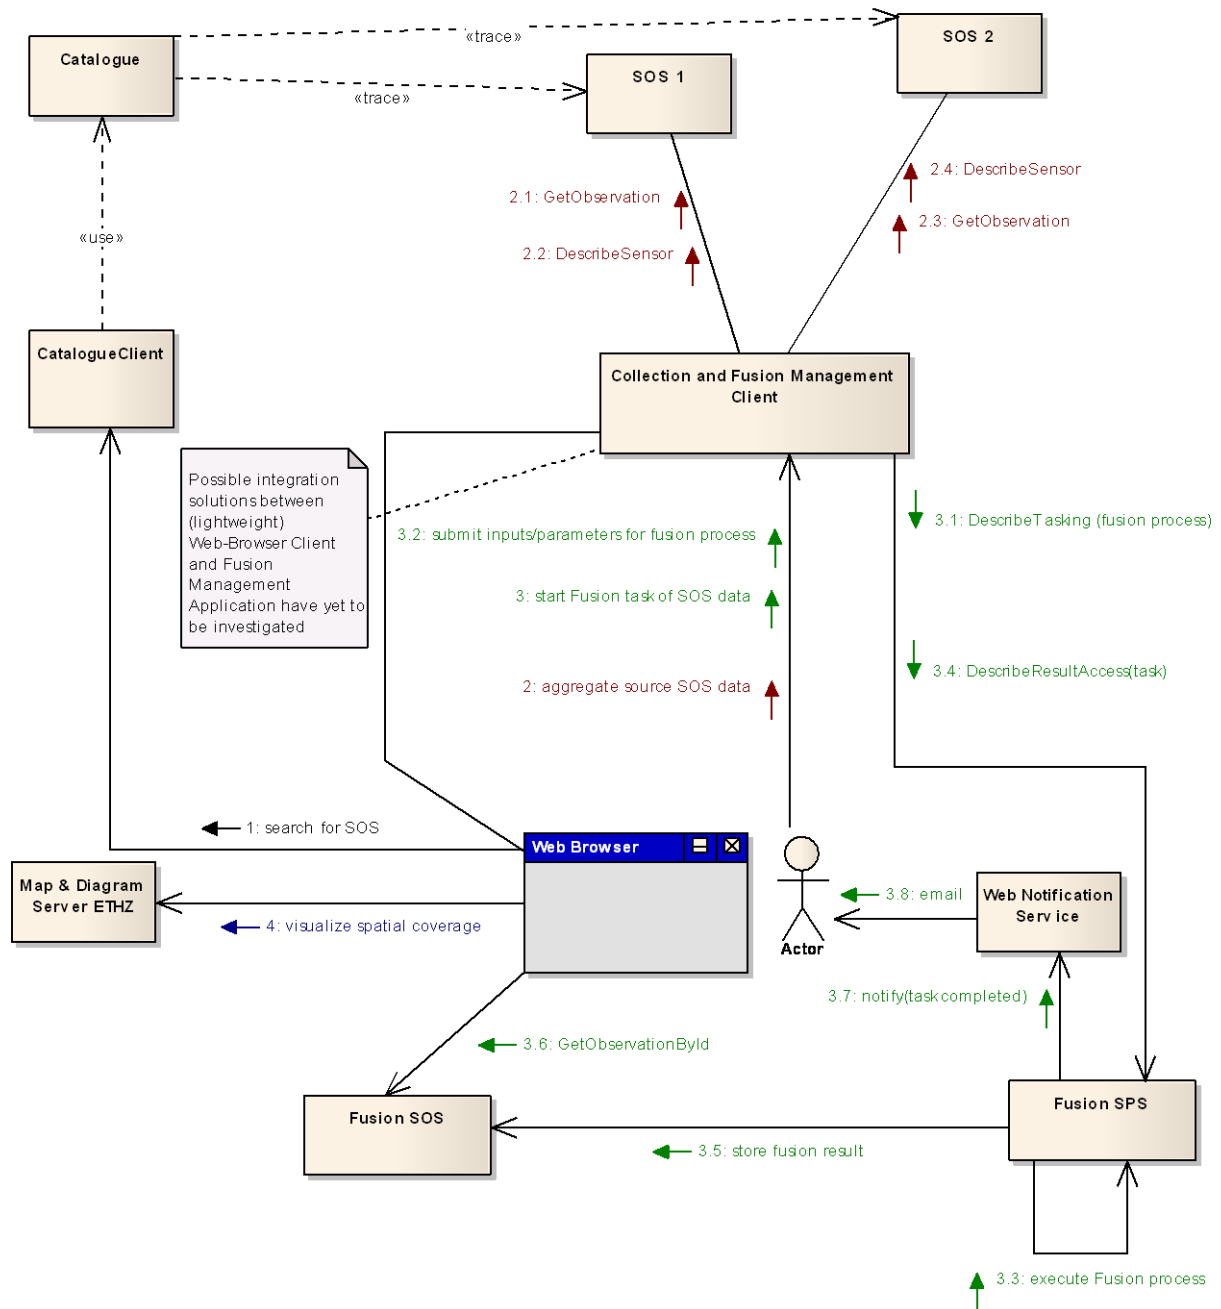 «trace»
SOS 2
Catalogue
SOS 1
«trace»
2.4: DescribeSensor
2.1: GetObservation
2.3: GetObservation
«use»
2.2: DescribeSensor
CatalogueClient
Collection and Fusion Management
Client
Possible integration
solutions between
(lightweight)
Web-Browser Client
and Fusion
Management
Application have yet to
be investigated
3.2: submit inputs/parameters for fusion process
3.1: DescribeTasking (fusion process)
3: start Fusion task of SOS data
3.4: DescribeResultAccess(task)
2: aggregate source SOS data
1: search for SOS
Web Browser
Map & Diagram
Server ETHZ
4: visualize spatial coverage
Actor
3.8: email
Web Notification
Service
3.7: notify(task completed)
3.6: GetObservationById
Fusion SOS
Fusion SPS
3.5: store fusion result
3.3: execute Fusion process